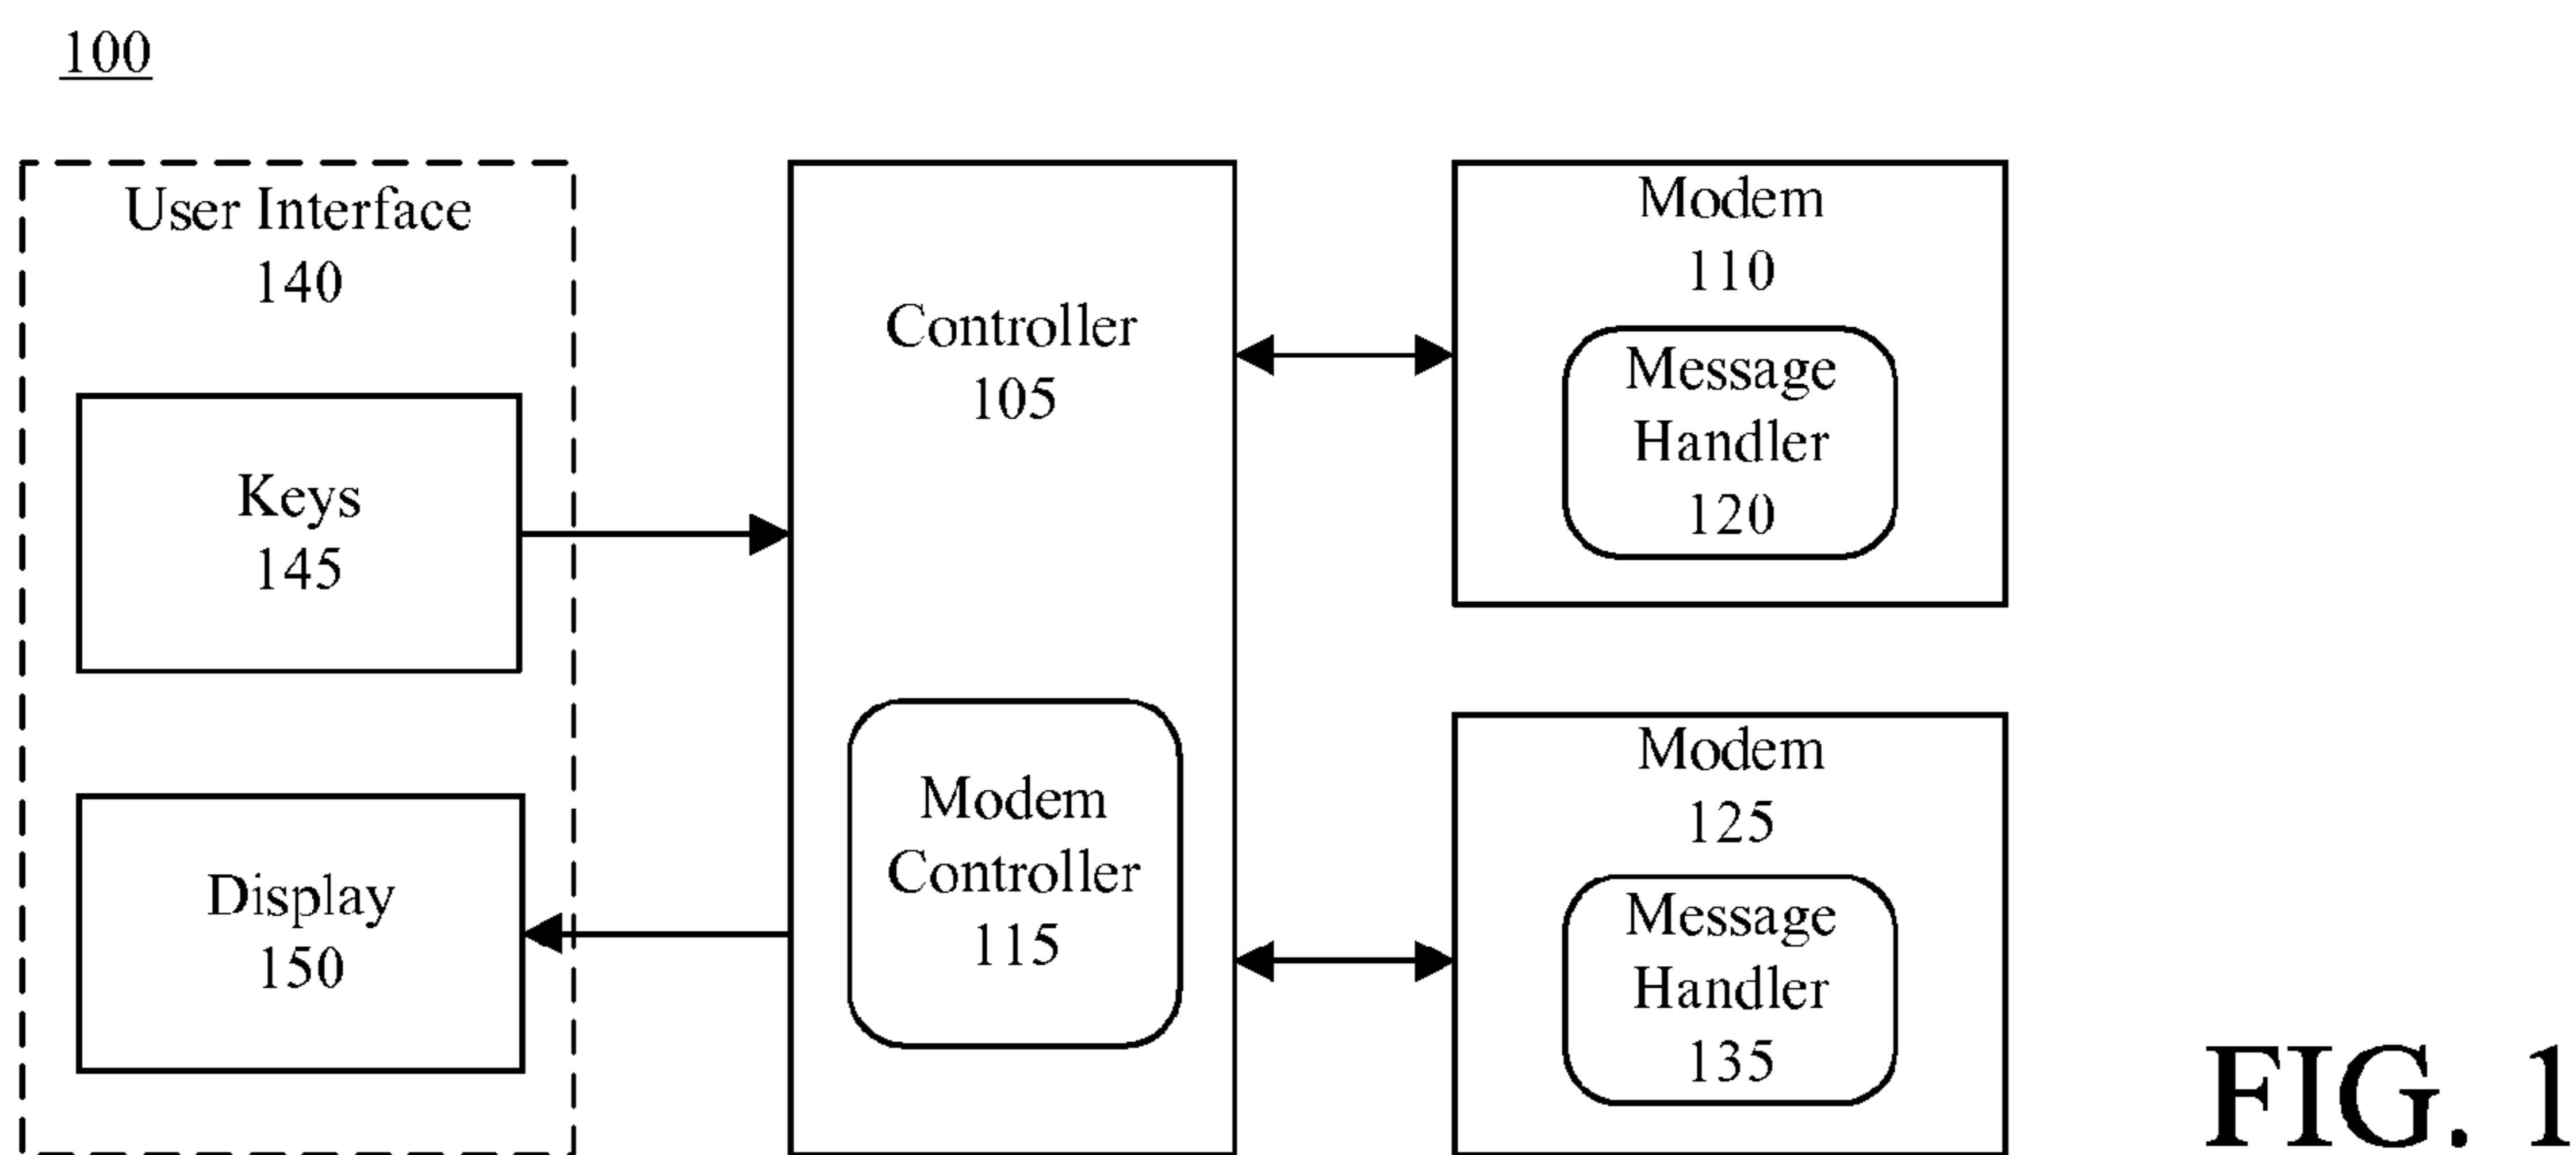 100
User Interface
140
Keys
145
Display
150
Controller
105
Modem
Controller
115
Modem
110
Message
Handler
120
Modem
125
Message
Handler
135
FIG. 1